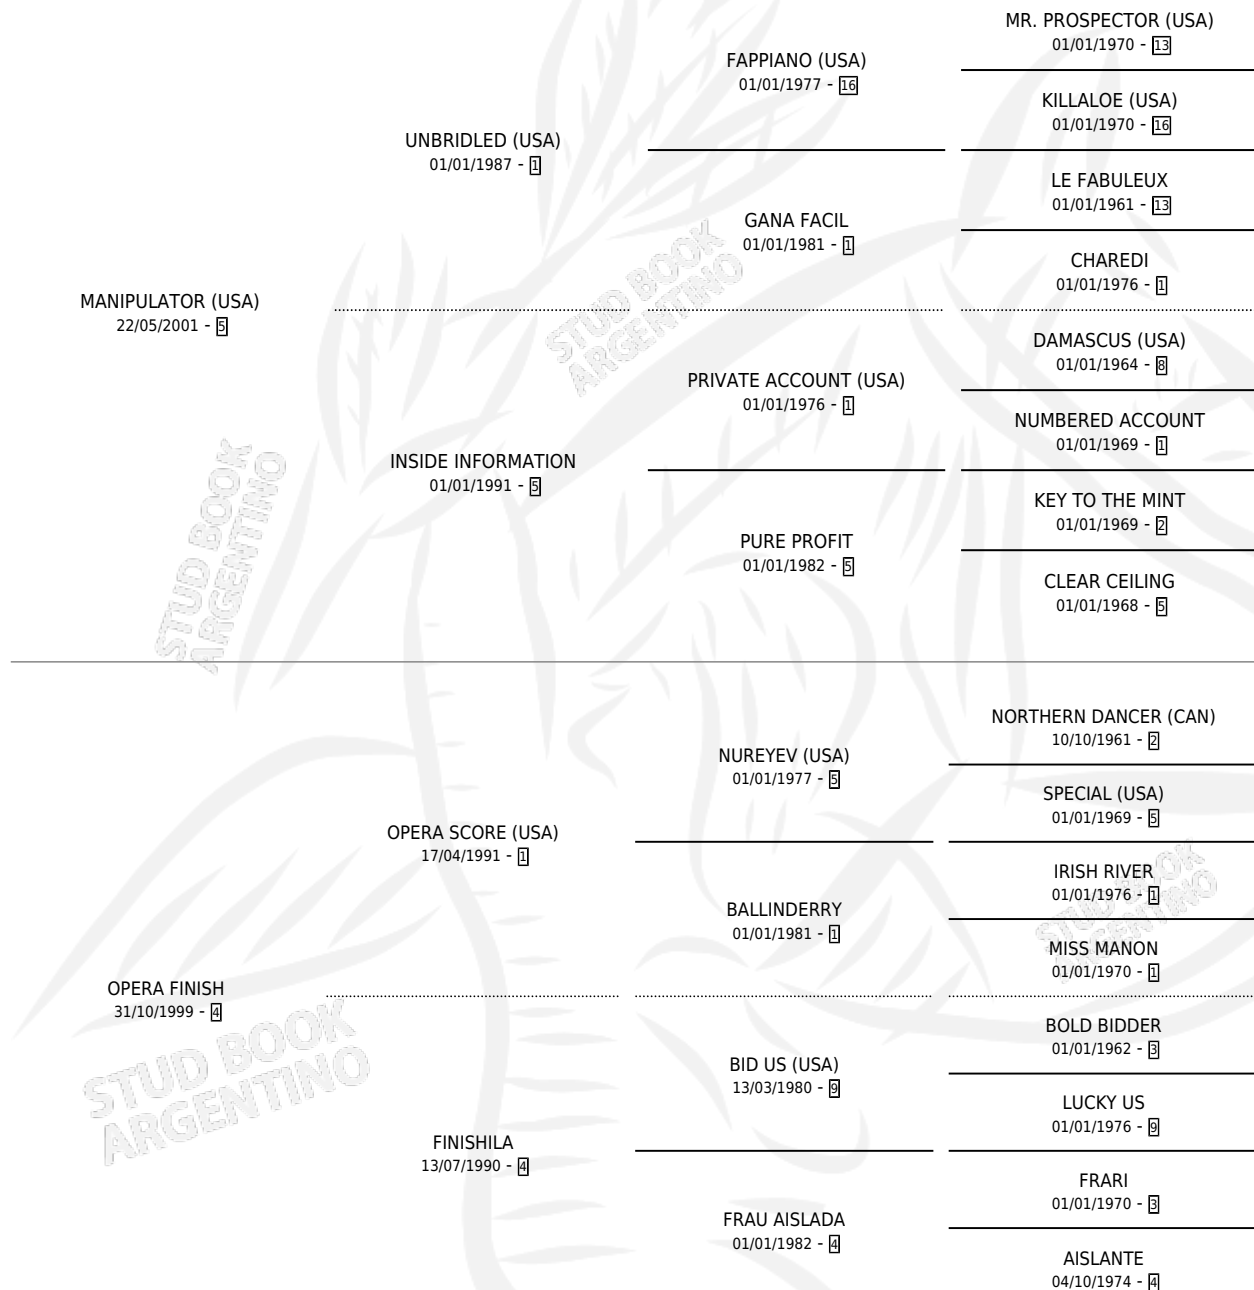 MR. PROSPECTOR (USA)
01/01/1970 - 13
FAPPIANO (USA)
01/01/1977 - 16
KILLALOE (USA)
01/01/1970 - 16
UNBRIDLED (USA)
01/01/1987 - 1
LE FABULEUX
01/01/1961 - 13
GANA FACIL
01/01/1981 - 1
CHAREDI
01/01/1976 - 1
MANIPULATOR (USA)
22/05/2001 - 5
DAMASCUS (USA)
01/01/1964 - 8
PRIVATE ACCOUNT (USA)
01/01/1976 - 1
NUMBERED ACCOUNT
01/01/1969 - 1
INSIDE INFORMATION
01/01/1991 - 5
KEY TO THE MINT
01/01/1969 - 2
PURE PROFIT
01/01/1982 - 5
CLEAR CEILING
01/01/1968 - 5
NORTHERN DANCER (CAN)
10/10/1961 - 2
NUREYEV (USA)
01/01/1977 - 5
SPECIAL (USA)
01/01/1969 - 5
OPERA SCORE (USA)
17/04/1991 - 1
IRISH RIVER
01/01/1976 - 1
BALLINDERRY
01/01/1981 - 1
MISS MANON
01/01/1970 - 1
OPERA FINISH
31/10/1999 - 4
BOLD BIDDER
01/01/1962 - 3
BID US (USA)
13/03/1980 - 9
LUCKY US
01/01/1976 - 9
FINISHILA
13/07/1990 - 4
FRARI
01/01/1970 - 3
FRAU AISLADA
01/01/1982 - 4
AISLANTE
04/10/1974 - 4
STUD BOOK
ARGENTINO
STUD BOOK
ARGENTINO
STUD BOOK
ARGENTINO
STUD BOOK
ARGENTINO